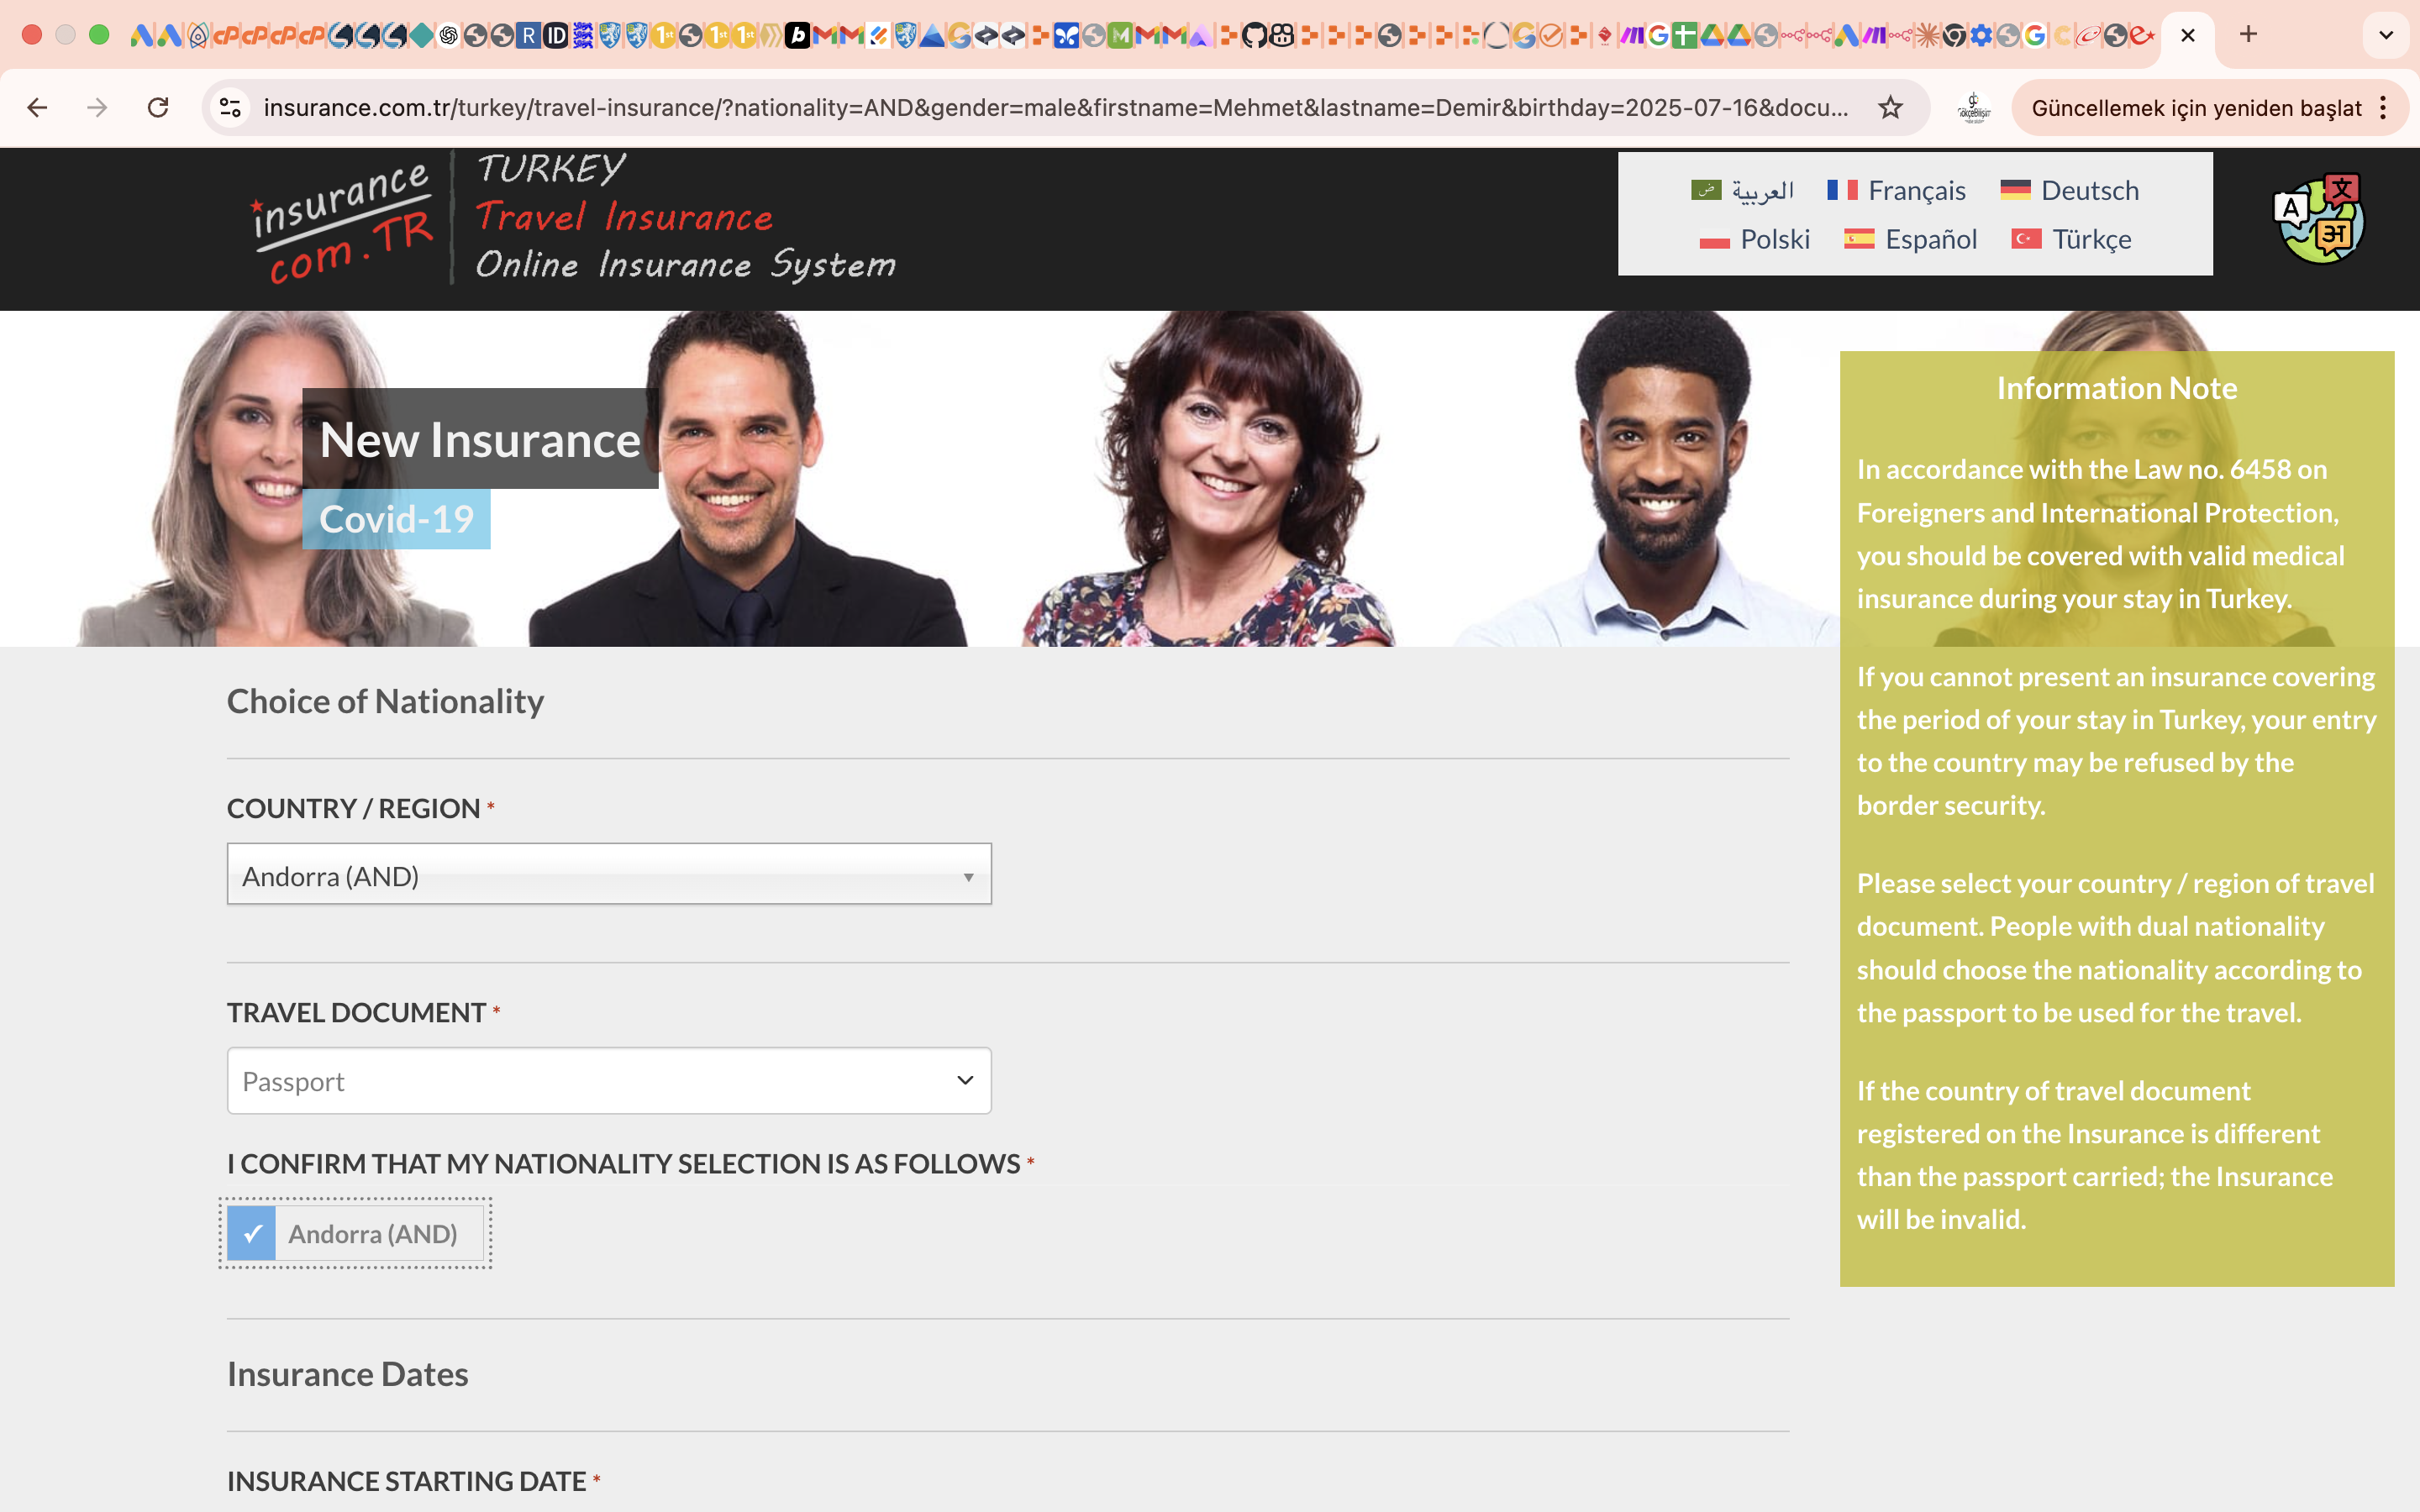 insurance.com.tr/turkey/travel-insurance/?nationality=AND&gender=male&firstname=Mehmet&lastname=Demir&birthday=2025-07-16&docu...
Güncellemek için yeniden başlat
insurance
com.TR
TURKEY
Travel Insurance
Online Insurance System
العربية
Français
Deutsch
Polski
Español
Türkçe
New Insurance
Covid-19
Information Note
In accordance with the Law no. 6458 on
Foreigners and International Protection,
you should be covered with valid medical
insurance during your stay in Turkey.
If you cannot present an insurance covering
the period of your stay in Turkey, your entry
to the country may be refused by the
border security.
Please select your country / region of travel
document. People with dual nationality
should choose the nationality according to
the passport to be used for the travel.
If the country of travel document
registered on the Insurance is different
than the passport carried; the Insurance
will be invalid.
Choice of Nationality
COUNTRY / REGION *
Andorra (AND)
TRAVEL DOCUMENT *
Passport
I CONFIRM THAT MY NATIONALITY SELECTION IS AS FOLLOWS *
Andorra (AND)
Insurance Dates
INSURANCE STARTING DATE *